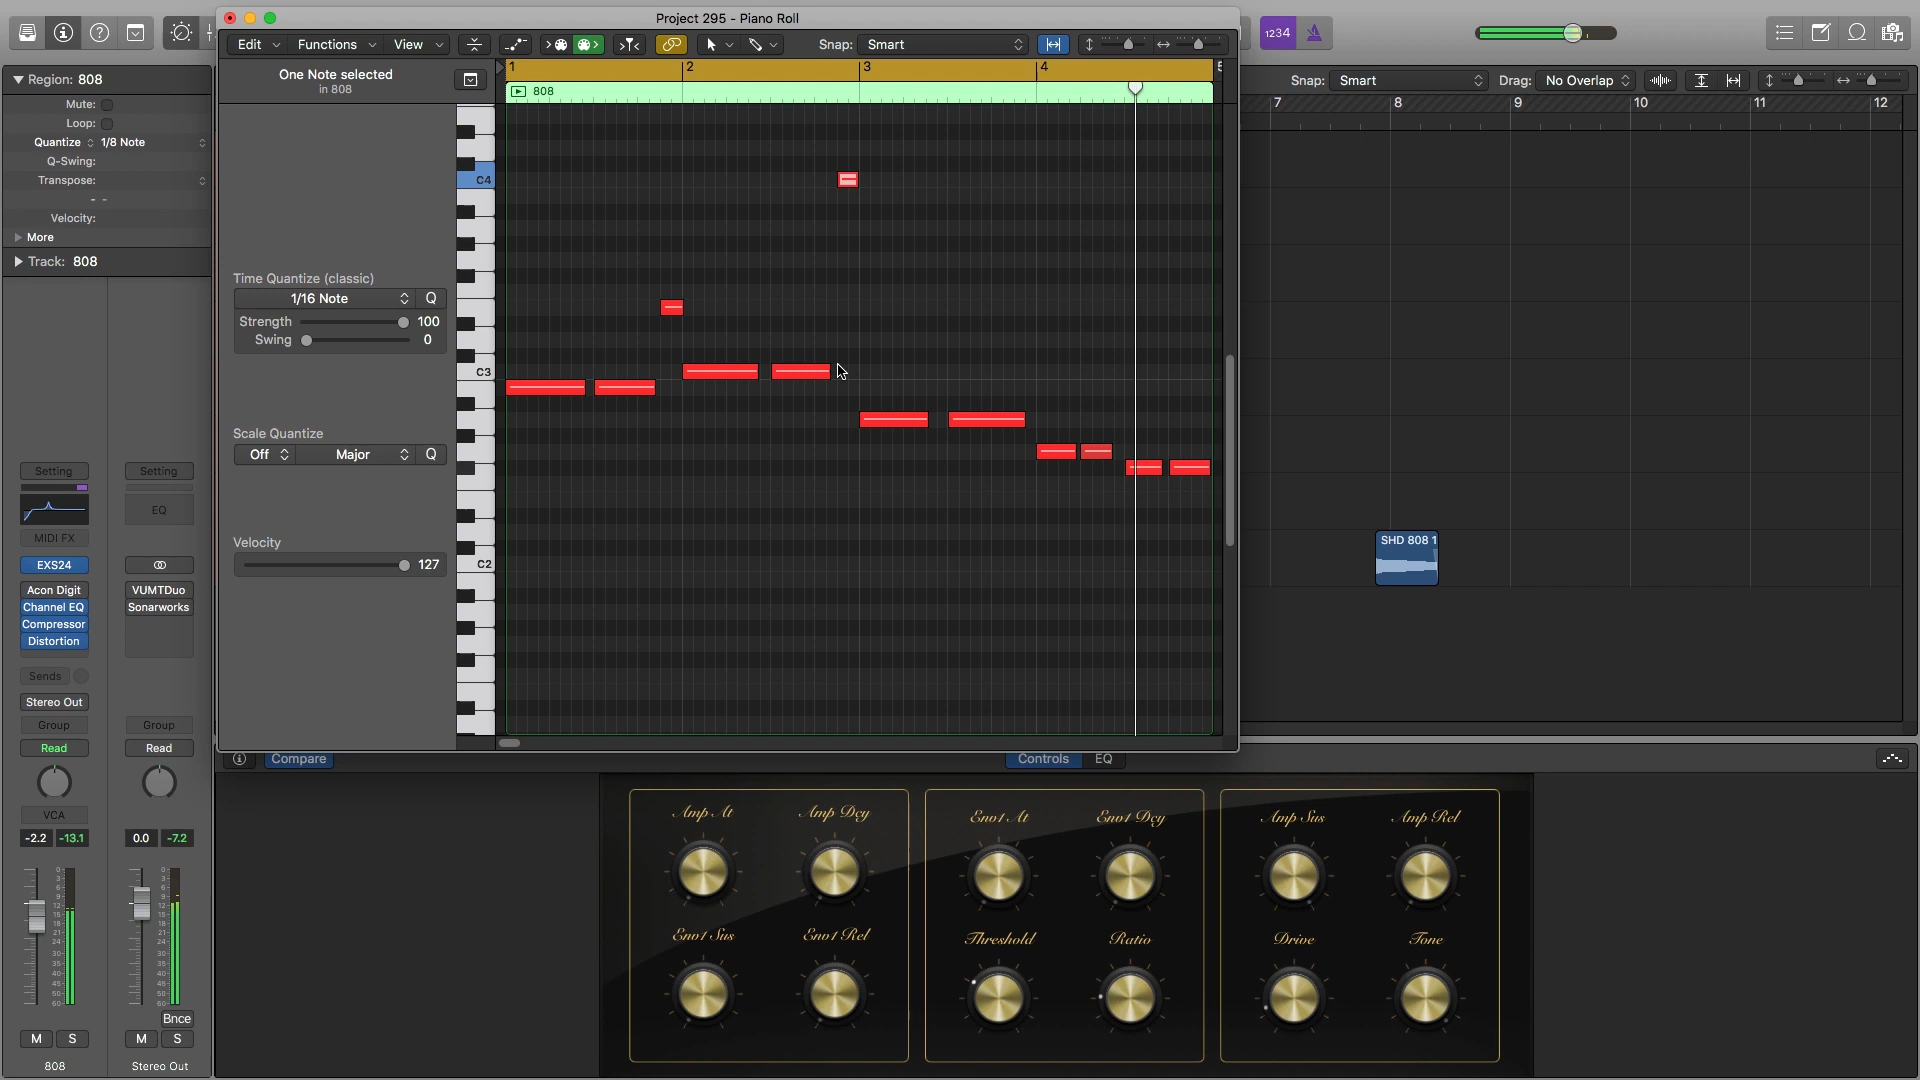 Project 295 - Piano Roll
Edit Functions View Snap: Smart
1234
Region: 808
Mute:
Loop:
Quantize 1/8 Note
Q-Swing:
Transpose:
- -
Velocity:
More
Track: 808
One Note selected
in 808
1 2 3 4 5
808
Snap: Smart Drag: No Overlap
7 8 9 10 11 12
C4
Time Quantize (classic)
1/16 Note Q
Strength 100
Swing 0
C3
Scale Quantize
Off Major Q
Velocity
127
C2
SHD 808 1
Setting Setting
EQ
MIDI FX
EXS24
Acon Digit VUMTDuo
Channel EQ Sonarworks
Compressor
Distortion
Sends
Stereo Out
Group Group
Read Read
VCA
-2.2 -13.1 0.0 -7.2
Bnce
M S M S
808 Stereo Out
Compare Controls EQ
Amp At Amp Dcy Env1 At Env1 Dcy Amp Sus Amp Rel
Env1 Sus Env1 Rel Threshold Ratio Drive Tone